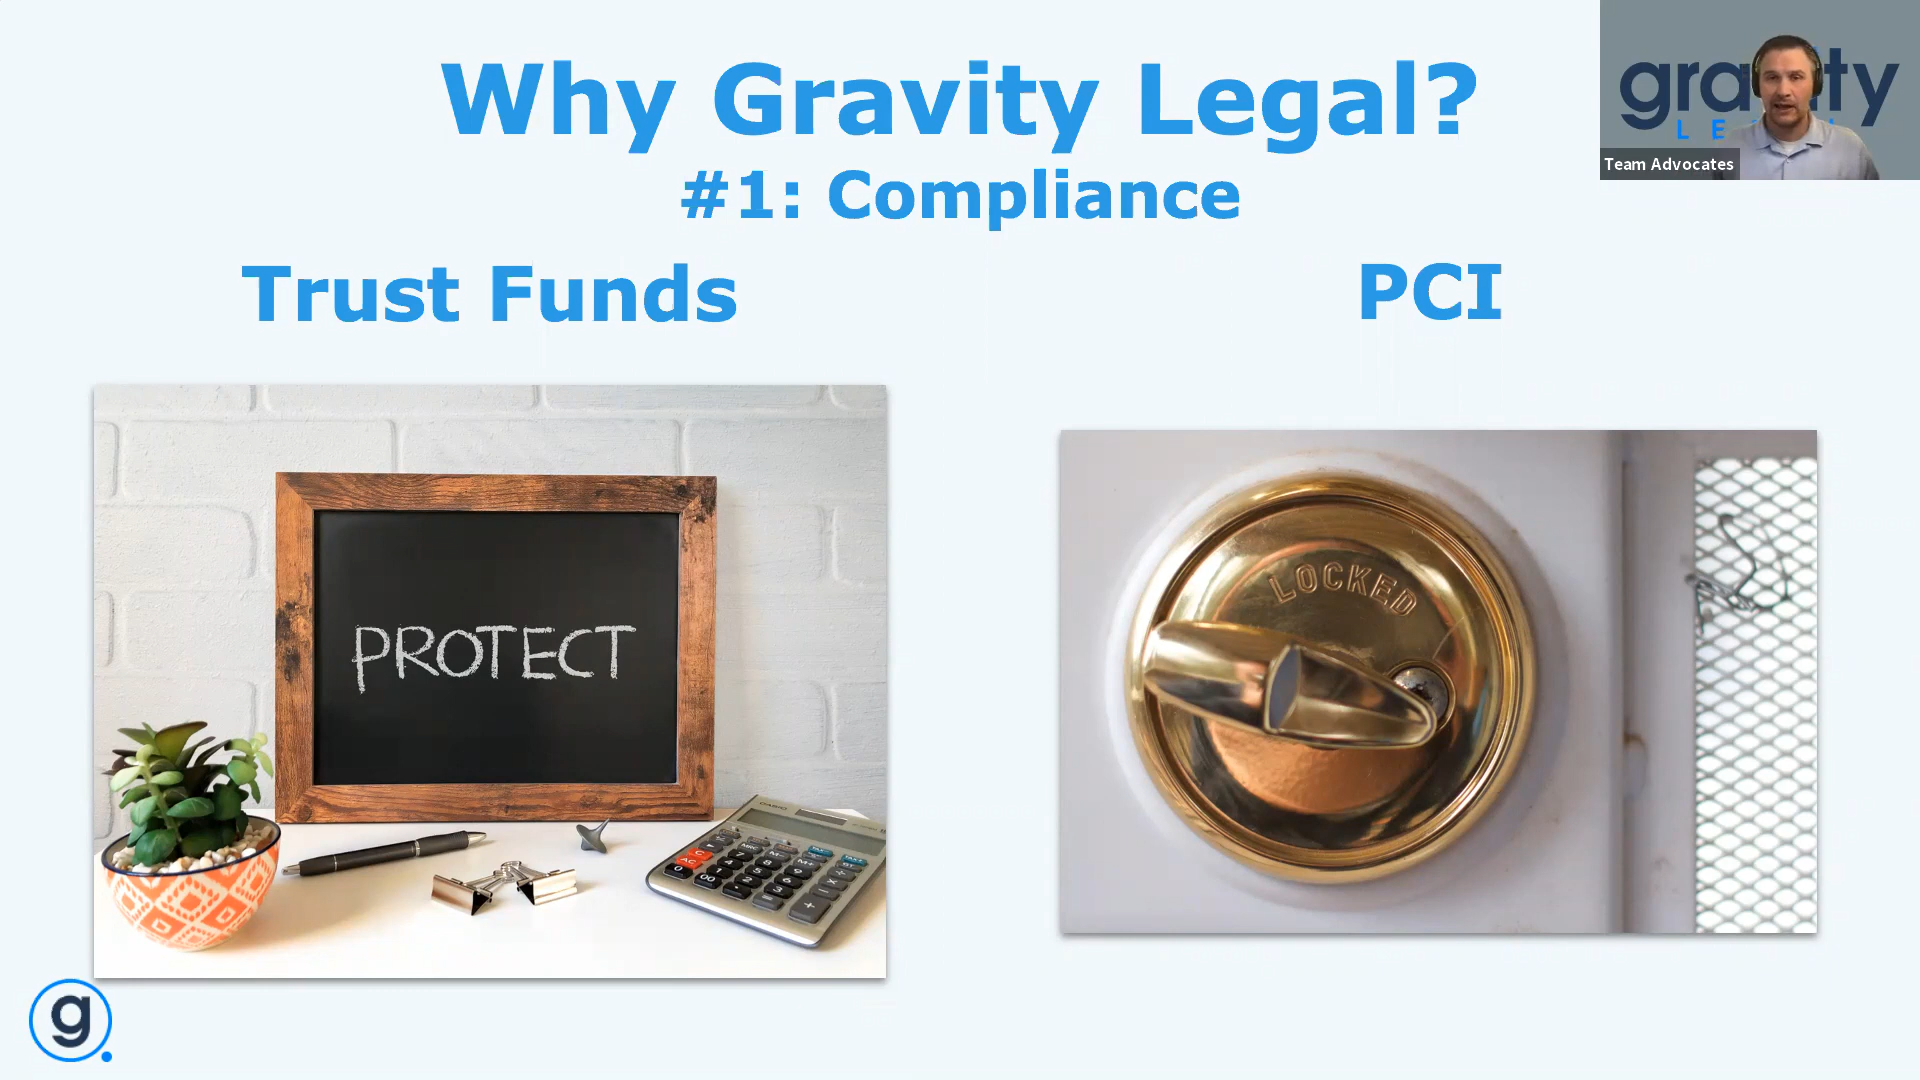 Why Gravity Legal?
#1: Compliance
Trust Funds
PCI
Team Advocates
PROTECT
LOCKED
g